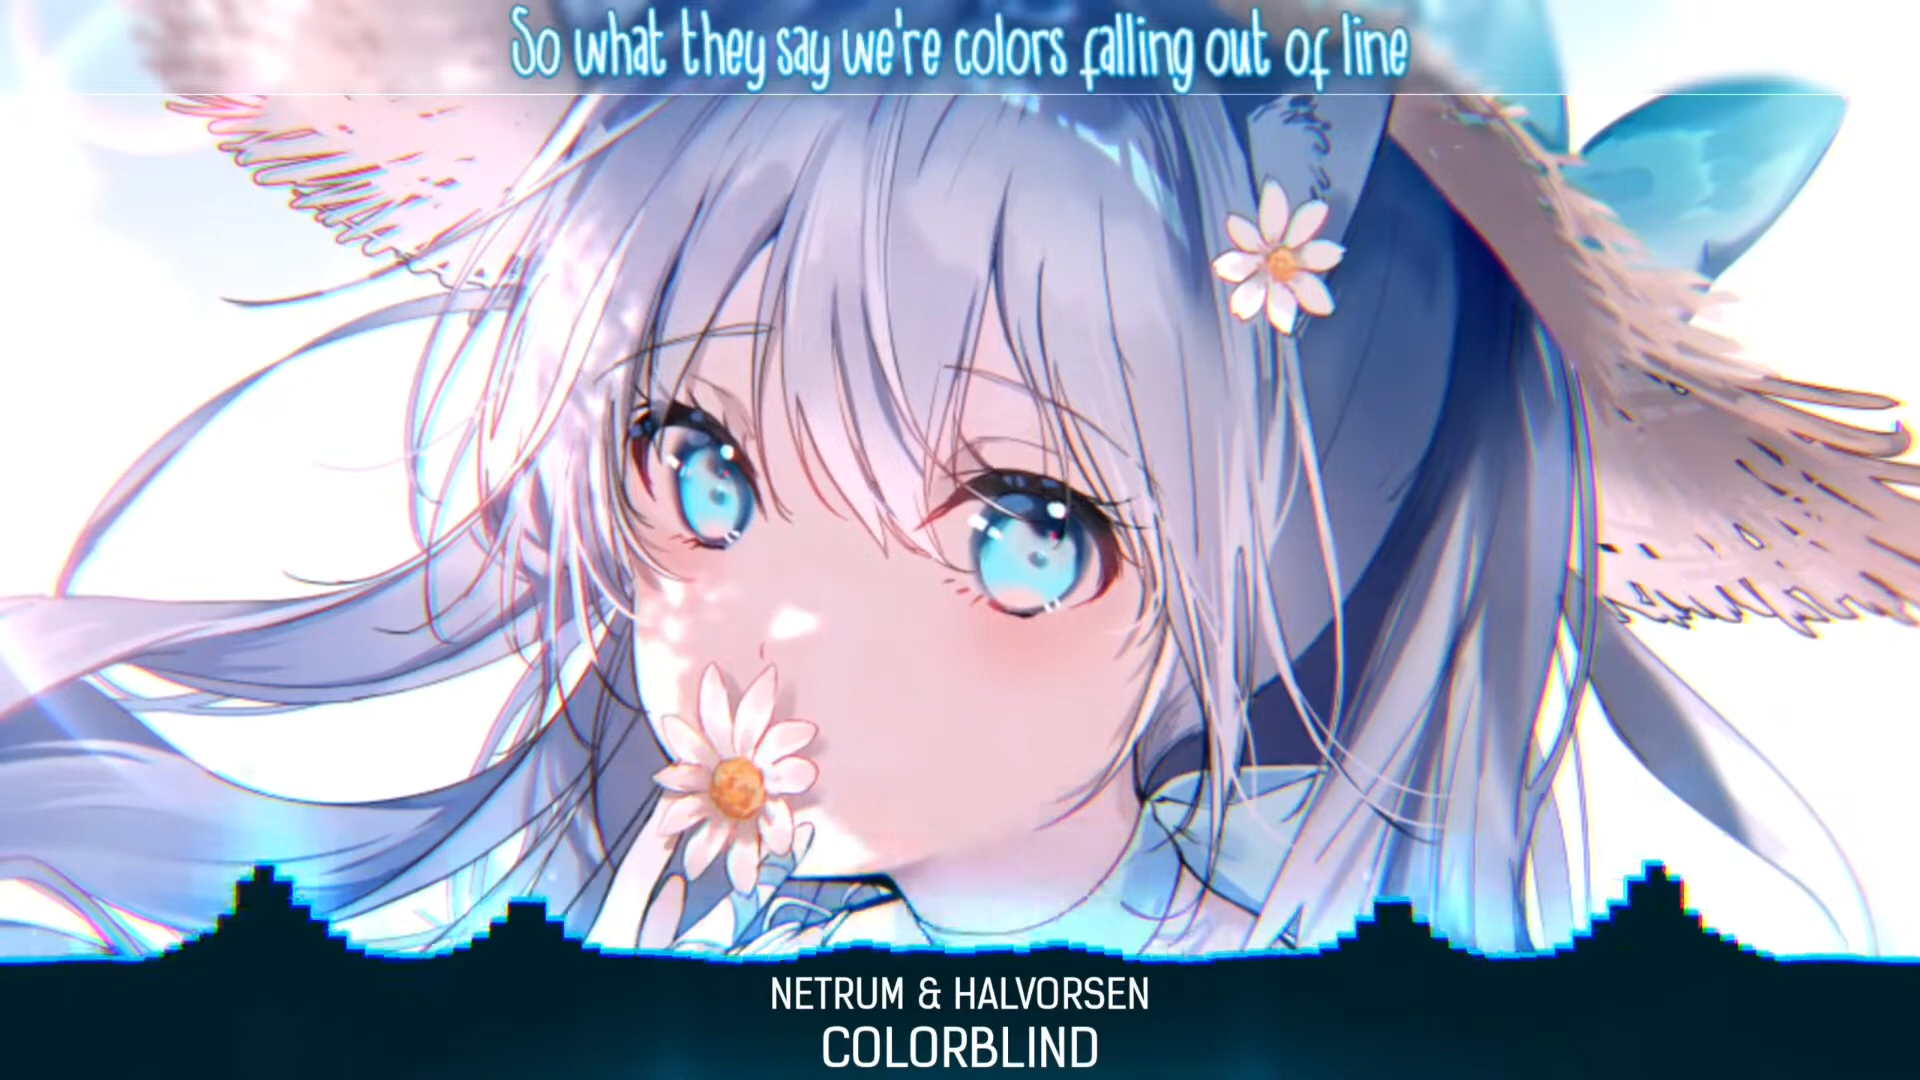 So what they say we're colors falling out of line
NETRUM & HALVORSEN
COLORBLIND